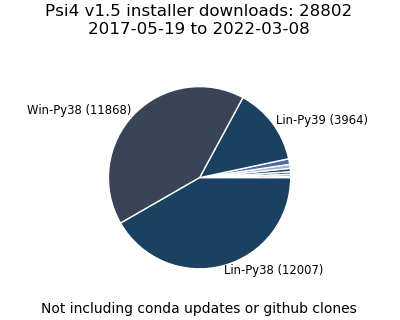 Psi4 v1.5 installer downloads: 28802
2017-05-19 to 2022-03-08
Win-Py38 (11868)
Lin-Py39 (3964)
Lin-Py38 (12007)
Not including conda updates or github clones